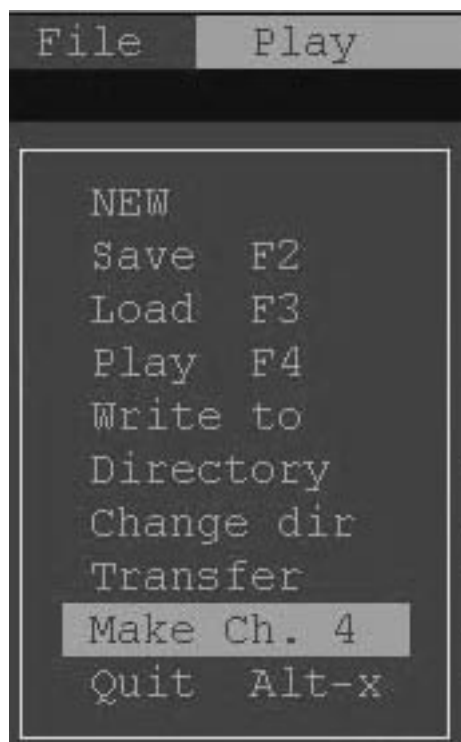 File Play
NEW
Save F2
Load F3
Play F4
Write to
Directory
Change dir
Transfer
Make Ch. 4
Quit Alt-x